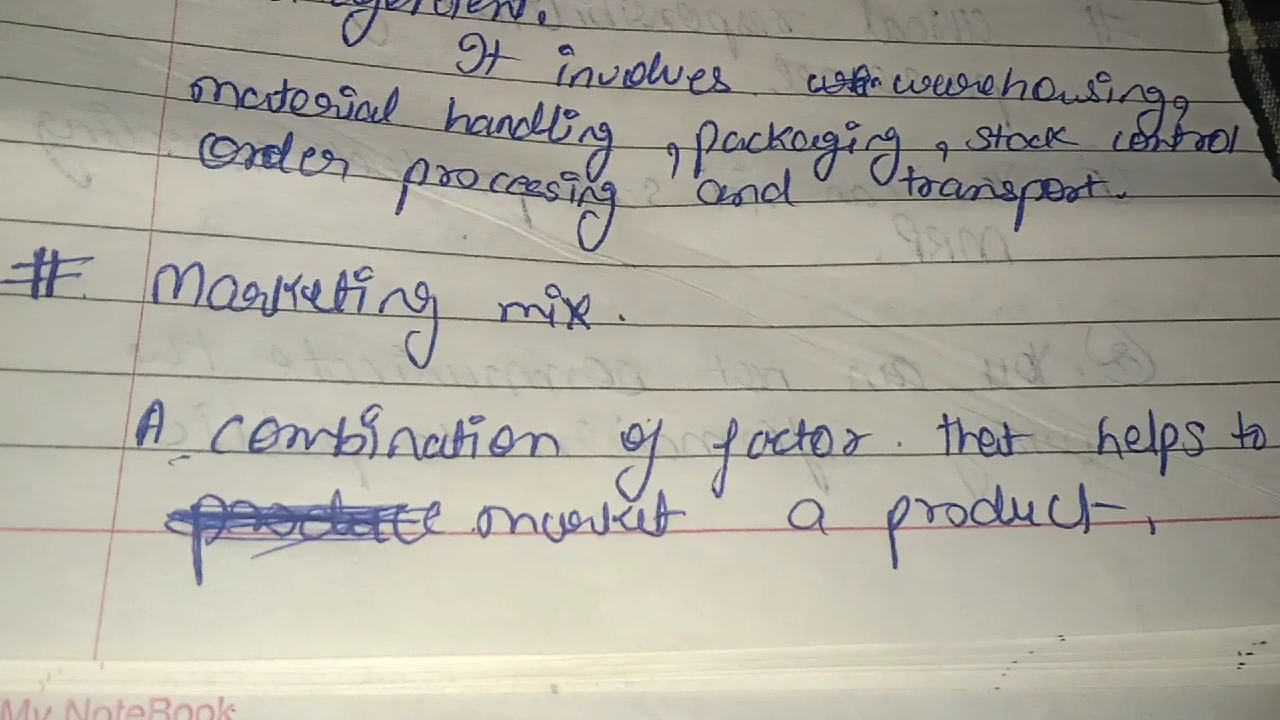 It involves warehousing,
material handling, packaging, stock control
order proceesing and transport.
# Marketing mix.
A combination of factor. that helps to
market a product,
My NoteBook